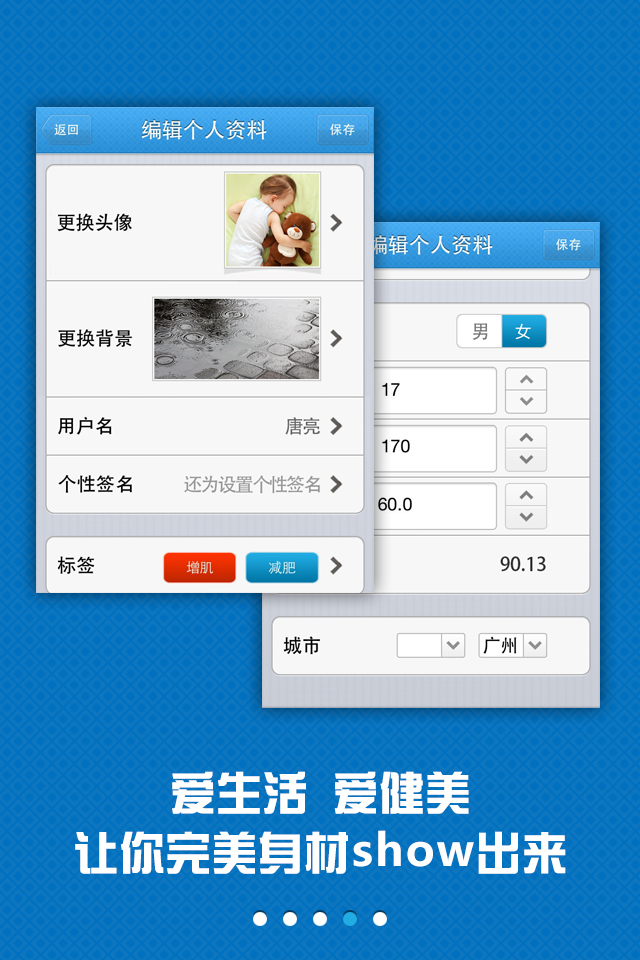 返回 编辑个人资料 保存
更换头像
更换背景
用户名 唐亮
个性签名 还为设置个性签名
标签 增肌 减肥
编辑个人资料 保存
男 女
17
170
60.0
90.13
城市 广州
爱生活 爱健美
让你完美身材show出来